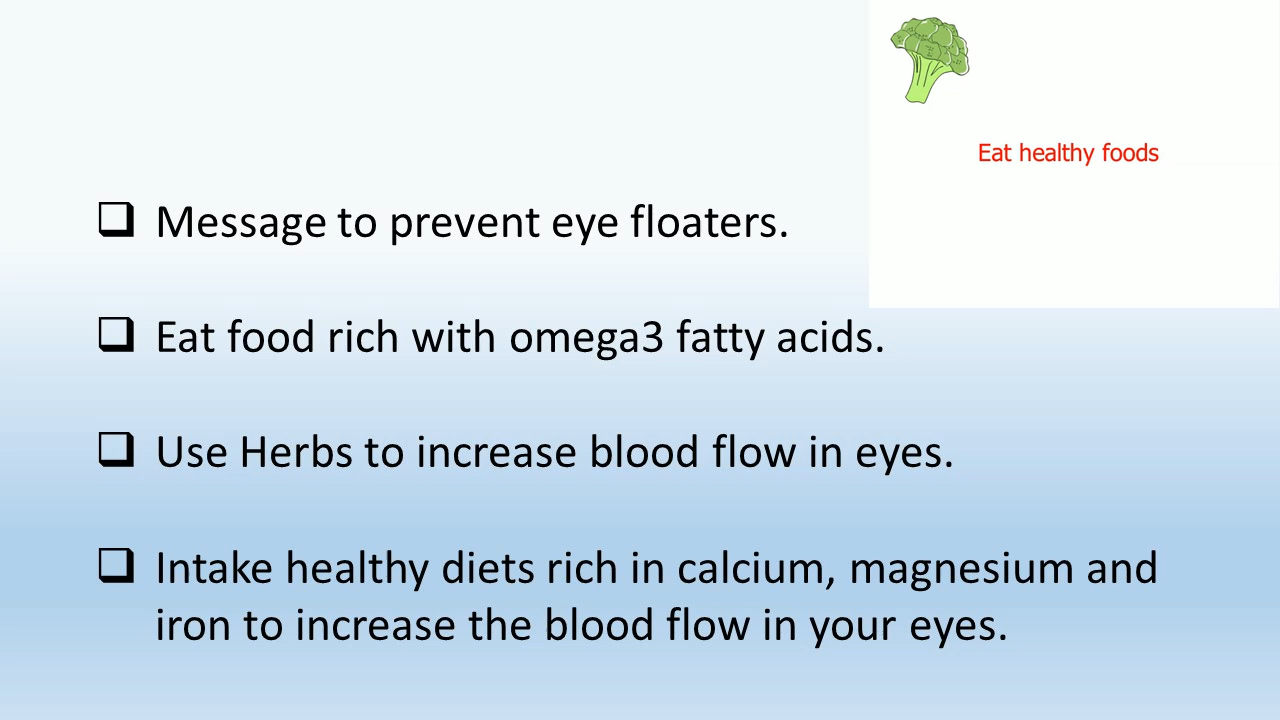 Eat healthy foods
Message to prevent eye floaters.
Eat food rich with omega3 fatty acids.
Use Herbs to increase blood flow in eyes.
Intake healthy diets rich in calcium, magnesium and
iron to increase the blood flow in your eyes.